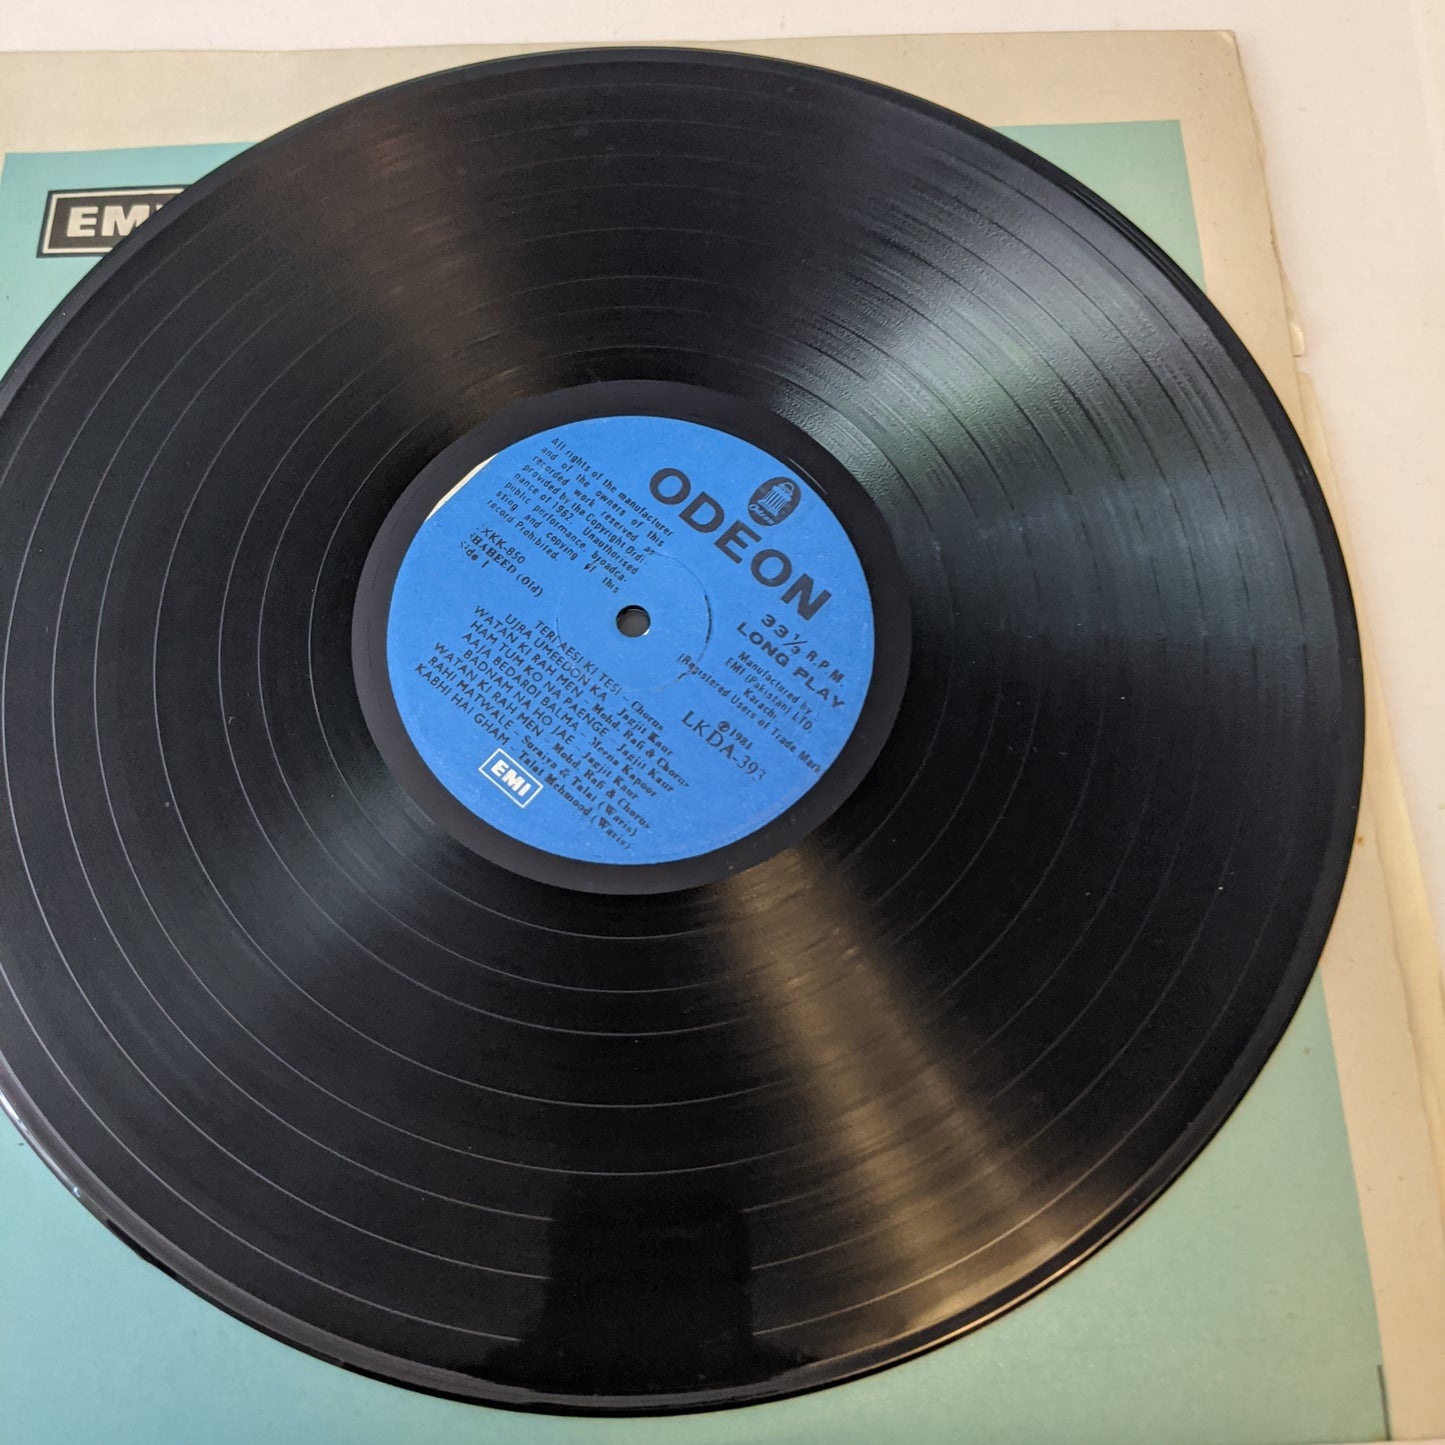 ODEON
33⅓ R.P.M.
LONG PLAY
Manufactured by
EMI (Pakistan) LTD.
Karachi.
(Registered Users of Trade Mark
℗1984
LKDA-393
All rights of the manufacturer
and of the owners of this
recorded work reserved as
provided by the Copyright Ordi-
nance of 1962. Unauthorised
public performance, broadca-
sting and copying of this
record Prohibited.
XKK-850
SHAHEED (Old)
Side 1
TERI AESI KI TESI – Chorus
UJRA UMEEDON KA – Jagjit Kaur
WATAN KI RAH MEN – Mohd. Rafi & Chorus
HAM TUM KO NA PAENGE – Jagjit Kaur
AAJA BEDARDI BALMA – Meena Kapoor
BADNAM NA HO JAE – Jagjit Kaur
WATAN KI RAH MEN – Mohd. Rafi & Chorus
RAHI MATWALE – Suraiya & Talat (Waris)
KABHI HAI GHAM – Talat Mehmood (Waris)
EMI
EMI